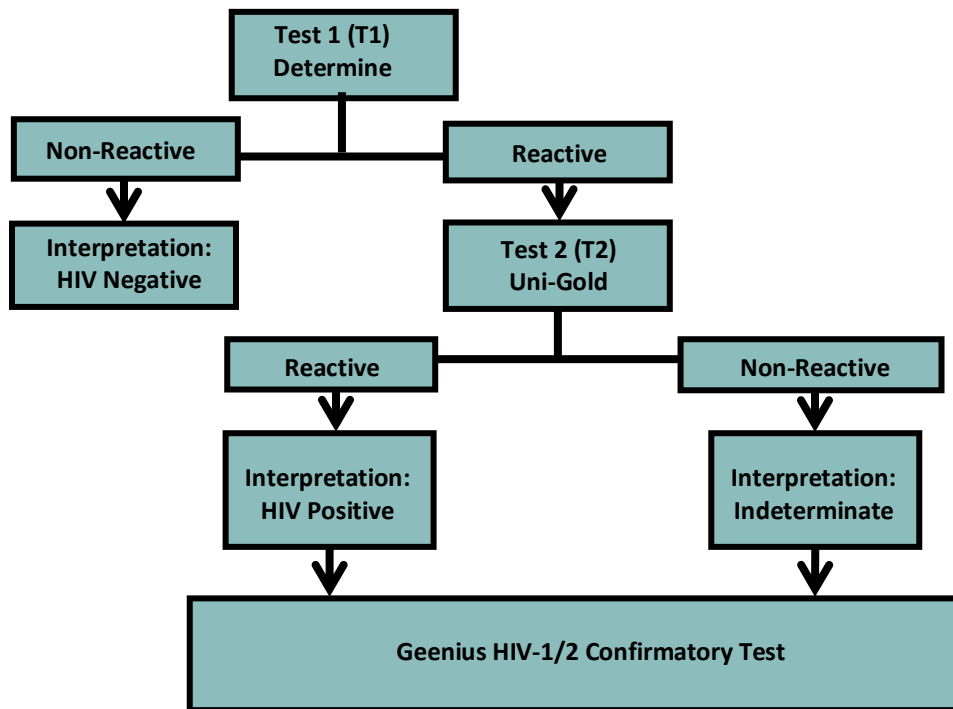 Test 1 (T1)
Determine
Non-Reactive
Reactive
Interpretation:
HIV Negative
Test 2 (T2)
Uni-Gold
Reactive
Non-Reactive
Interpretation:
HIV Positive
Interpretation:
Indeterminate
Geenius HIV-1/2 Confirmatory Test